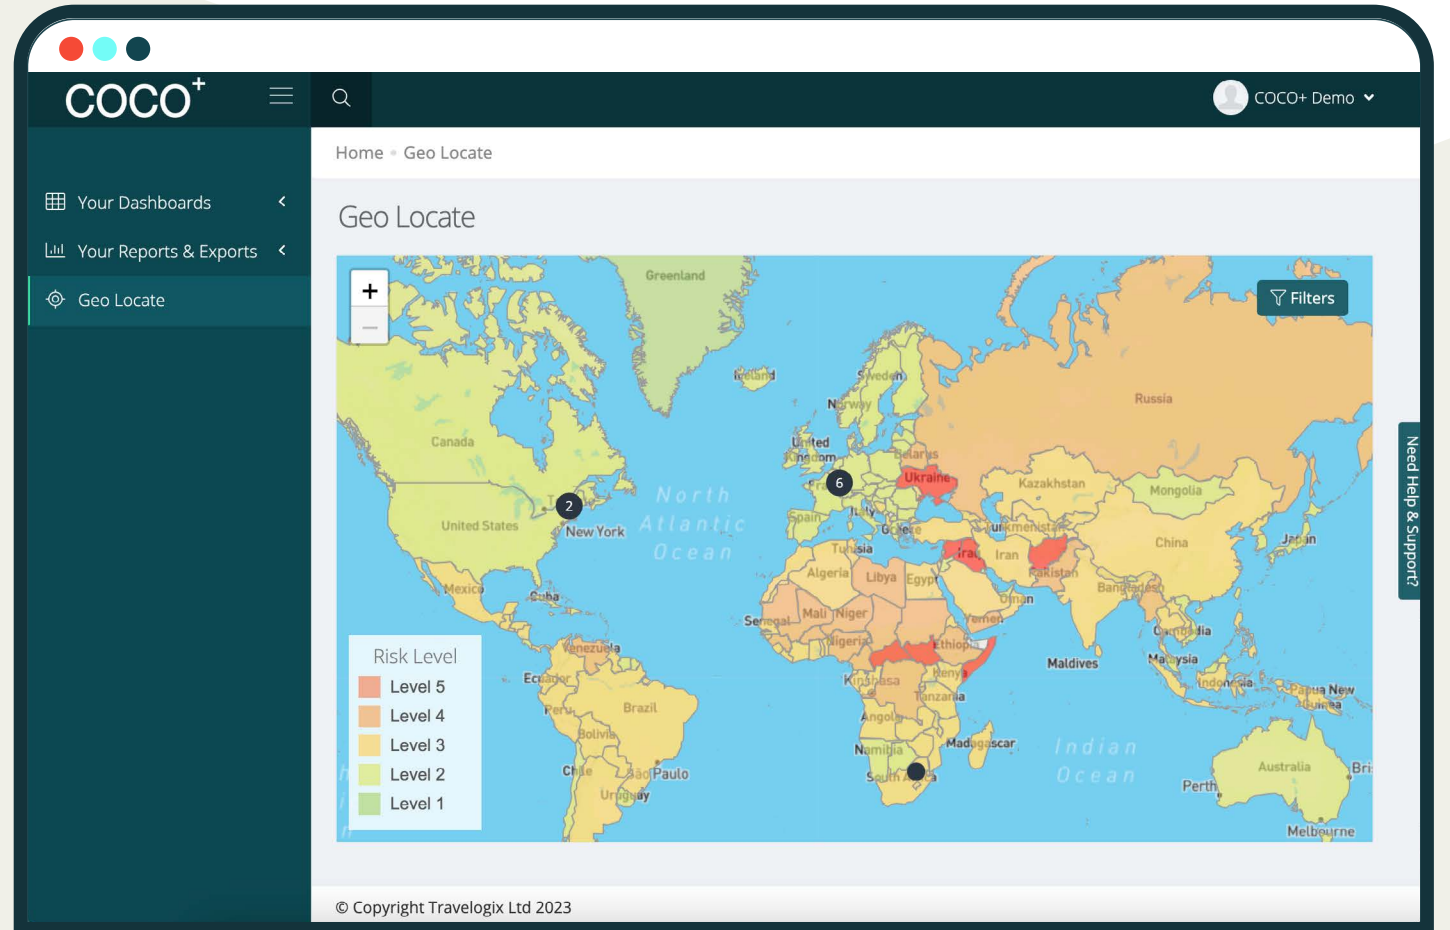 COCO+
COCO+ Demo
Home • Geo Locate
Your Dashboards
Your Reports & Exports
Geo Locate
Geo Locate
+
−
Filters
Greenland
Iceland
Sweden
Norway
Russia
Canada
United
Kingdom
Belarus
Ukraine
Kazakhstan
Mongolia
6
2
North
Atlantic
Ocean
United States
New York
Spain
Italy
Greece
Turkmenistan
China
Japan
Tunisia
Iraq
Iran
Algeria
Libya
Egypt
Pakistan
Bangladesh
Mexico
Cuba
Oman
Senegal
Mali
Niger
Yemen
Nigeria
Ethiopia
Cambodia
Venezuela
Maldives
Malaysia
Ecuador
Kinshasa
Kenya
Indonesia
Papua New
Guinea
Tanzania
Peru
Brazil
Angola
Bolivia
Namibia
Madagascar
Indian
Ocean
Chile
São Paulo
South Africa
Australia
Bri
Uruguay
Perth
Melbourne
Risk Level
Level 5
Level 4
Level 3
Level 2
Level 1
Need Help & Support?
© Copyright Travelogix Ltd 2023